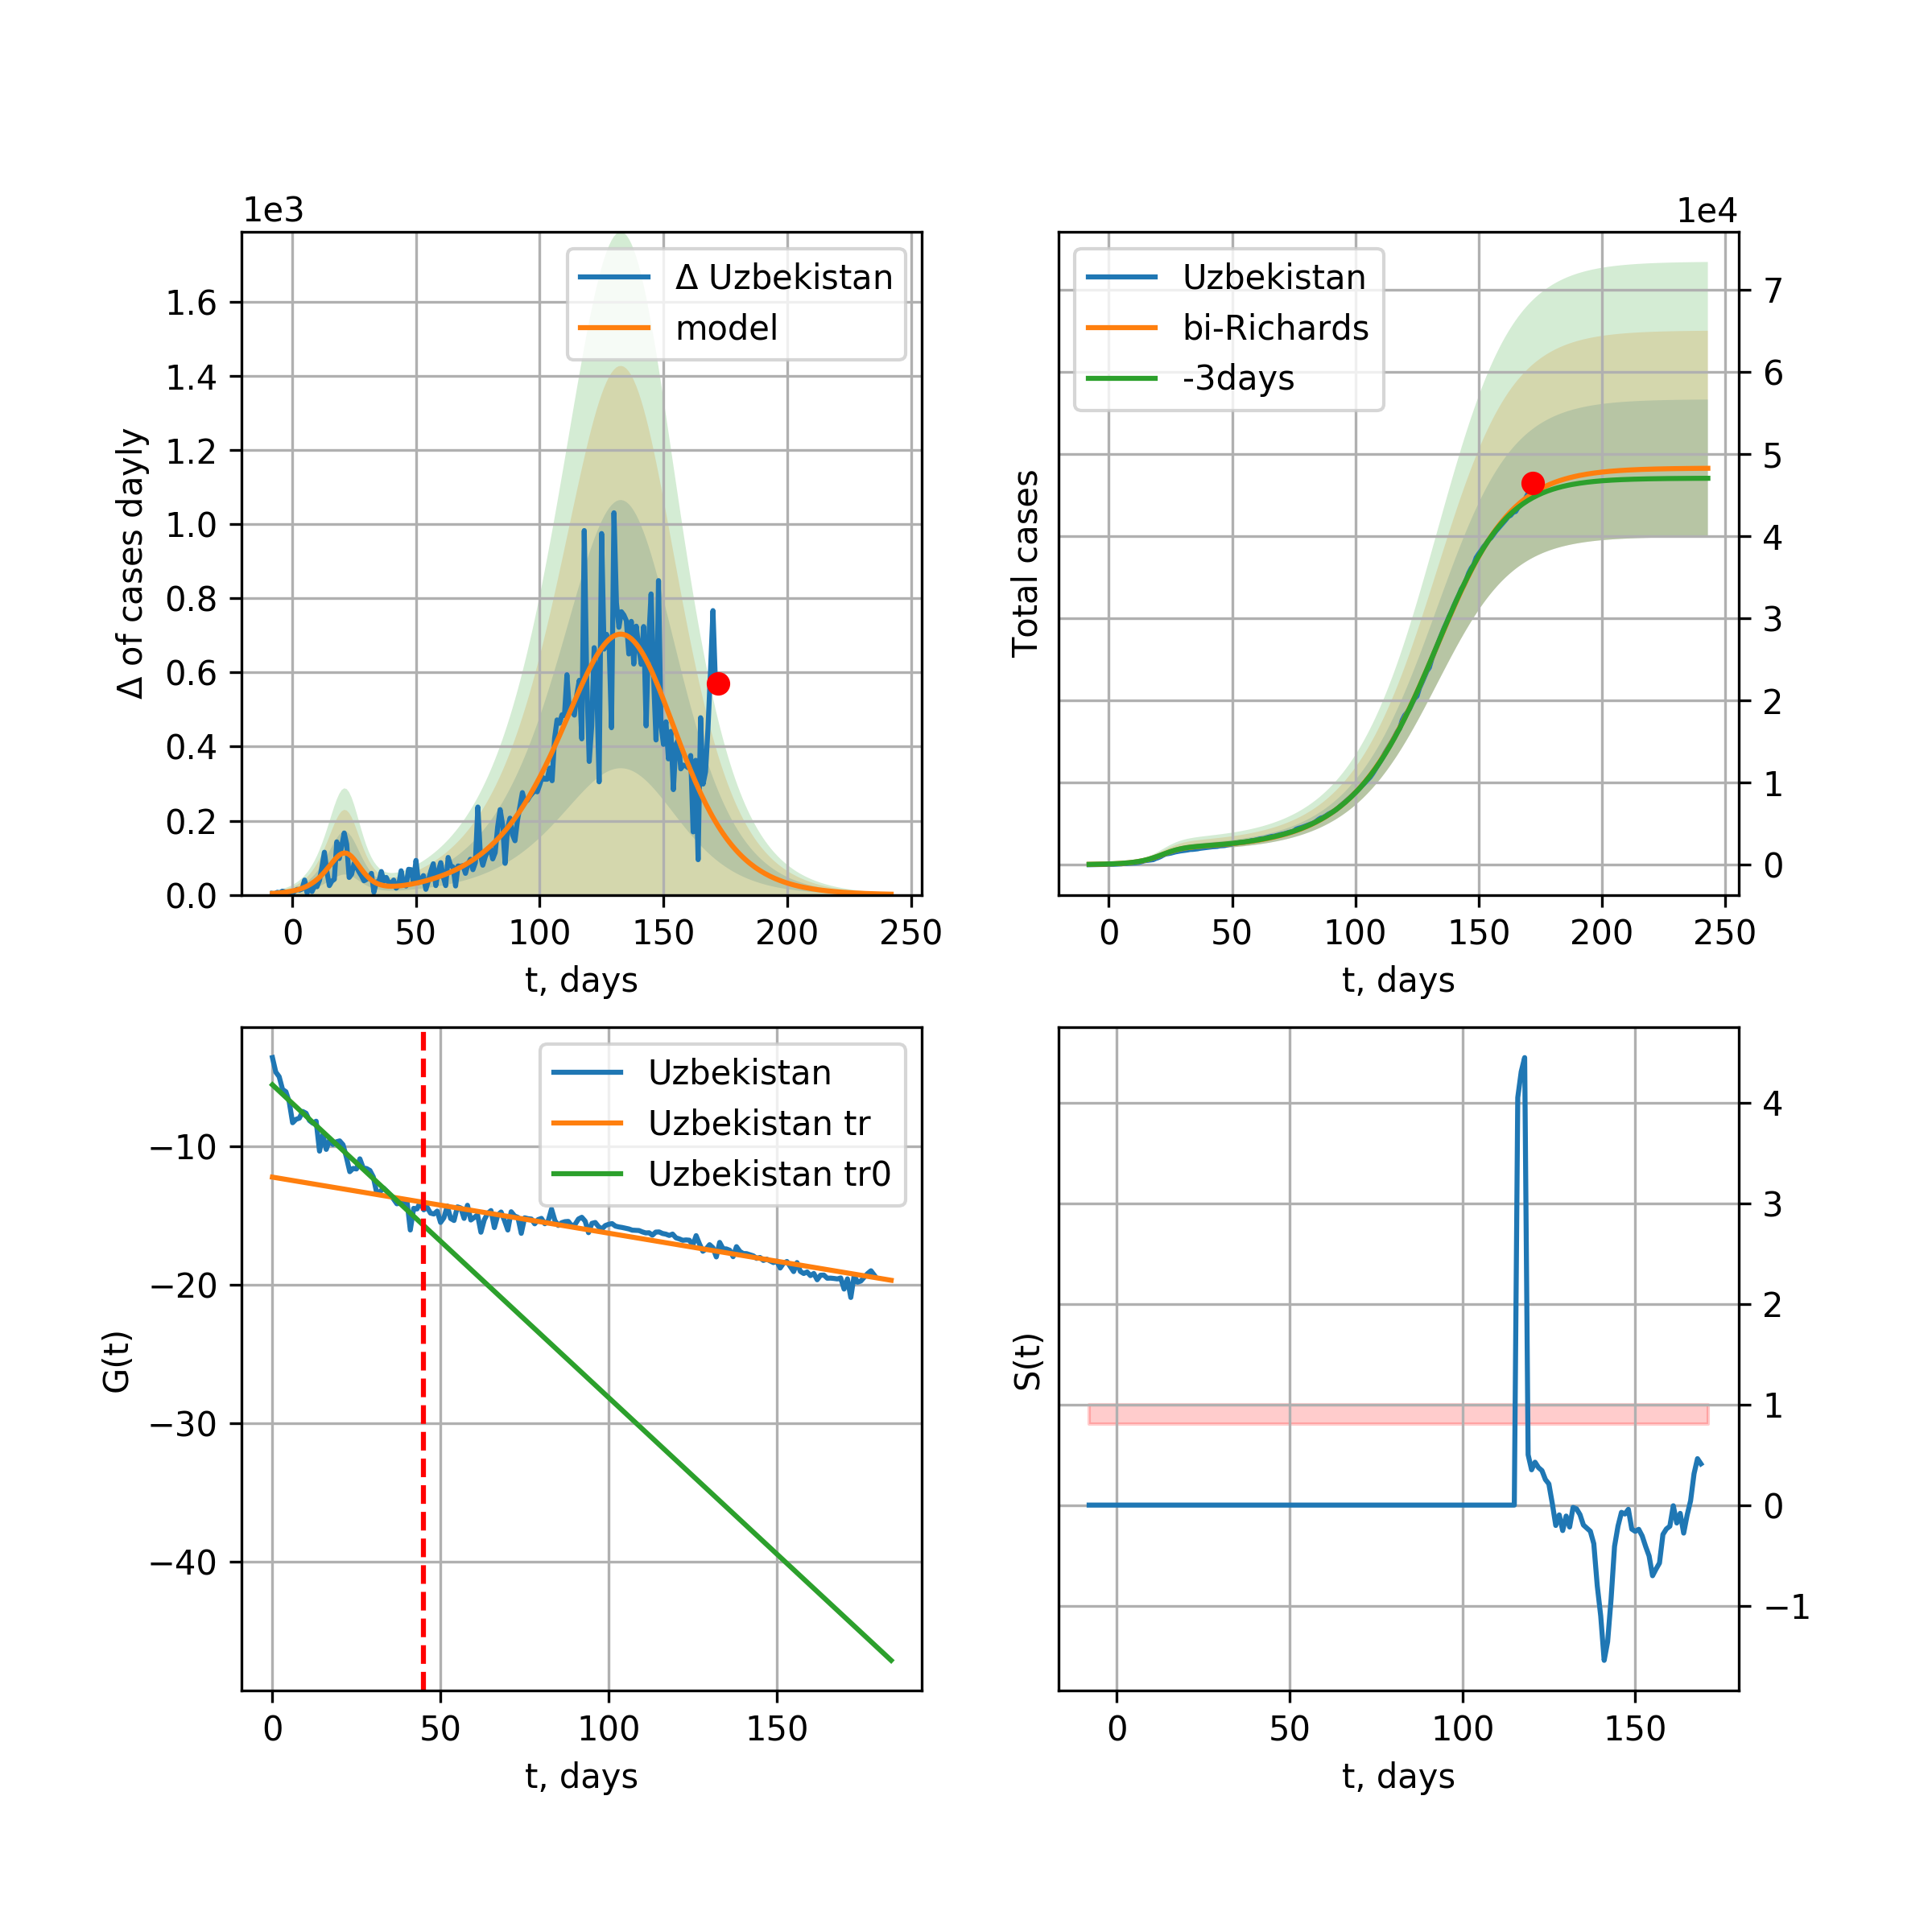 1e3
Δ of cases dayly
1.6
1.4
1.2
1.0
0.8
0.6
0.4
0.2
0.0
0 50 100 150 200 250
t, days
Δ Uzbekistan
model
1e4
Total cases
7
6
5
4
3
2
1
0
0 50 100 150 200 250
t, days
Uzbekistan
bi-Richards
-3days
G(t)
−10
−20
−30
−40
0 50 100 150
t, days
Uzbekistan
Uzbekistan tr
Uzbekistan tr0
S(t)
4
3
2
1
0
−1
0 50 100 150
t, days